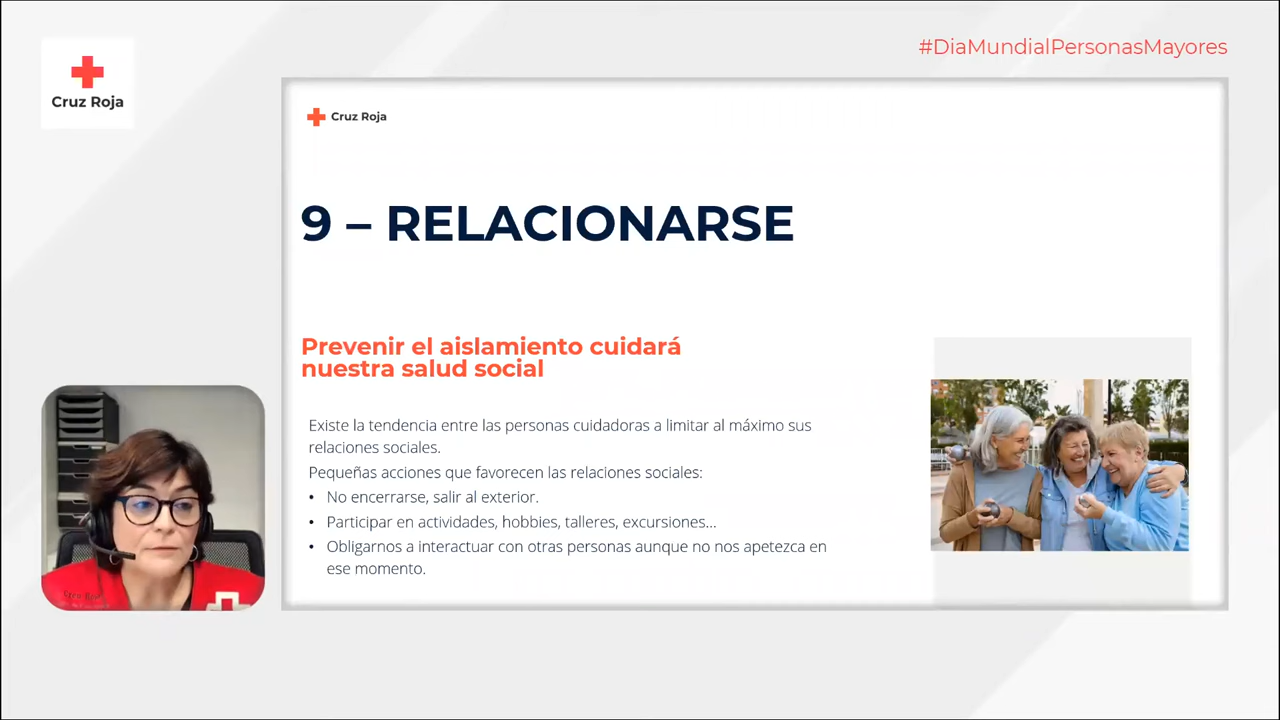 #DiaMundialPersonasMayores
Cruz Roja
Cruz Roja
9 – RELACIONARSE
Prevenir el aislamiento cuidará
nuestra salud social
Existe la tendencia entre las personas cuidadoras a limitar al máximo sus
relaciones sociales.
Pequeñas acciones que favorecen las relaciones sociales:
• No encerrarse, salir al exterior.
• Participar en actividades, hobbies, talleres, excursiones...
• Obligarnos a interactuar con otras personas aunque no nos apetezca en
ese momento.
Cruz Roja